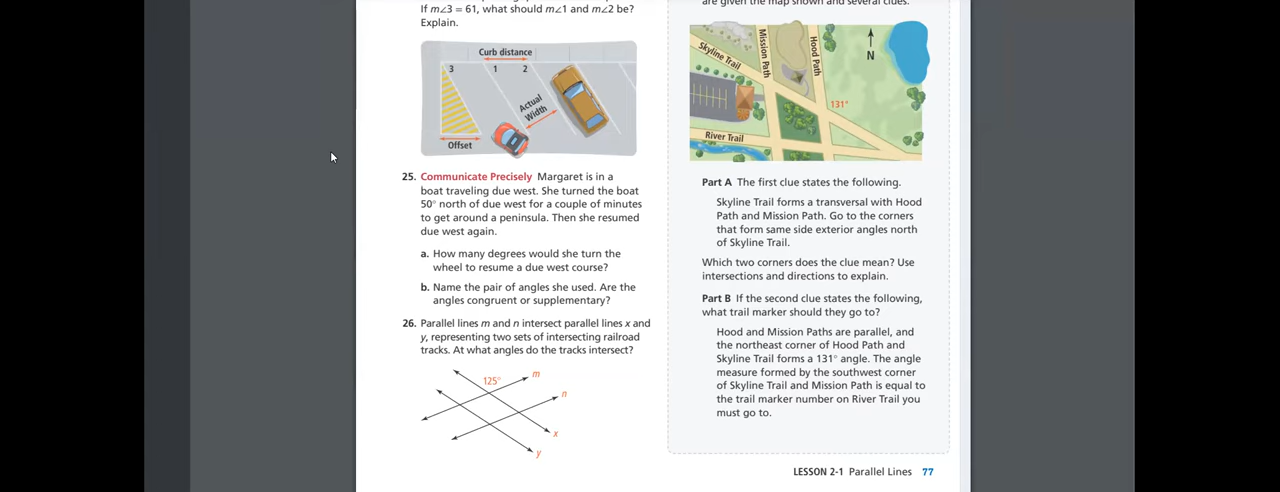 If m∠3 = 61, what should m∠1 and m∠2 be?
Explain.
Curb distance
3
1
2
Actual
Width
Offset
25. Communicate Precisely Margaret is in a
boat traveling due west. She turned the boat
50° north of due west for a couple of minutes
to get around a peninsula. Then she resumed
due west again.
a. How many degrees would she turn the
wheel to resume a due west course?
b. Name the pair of angles she used. Are the
angles congruent or supplementary?
26. Parallel lines m and n intersect parallel lines x and
y, representing two sets of intersecting railroad
tracks. At what angles do the tracks intersect?
125°
m
n
x
y
are given the map shown and several clues.
Skyline Trail
Mission Path
Hood Path
N
131°
River Trail
Part A The first clue states the following.
Skyline Trail forms a transversal with Hood
Path and Mission Path. Go to the corners
that form same side exterior angles north
of Skyline Trail.
Which two corners does the clue mean? Use
intersections and directions to explain.
Part B If the second clue states the following,
what trail marker should they go to?
Hood and Mission Paths are parallel, and
the northeast corner of Hood Path and
Skyline Trail forms a 131° angle. The angle
measure formed by the southwest corner
of Skyline Trail and Mission Path is equal to
the trail marker number on River Trail you
must go to.
LESSON 2-1 Parallel Lines 77